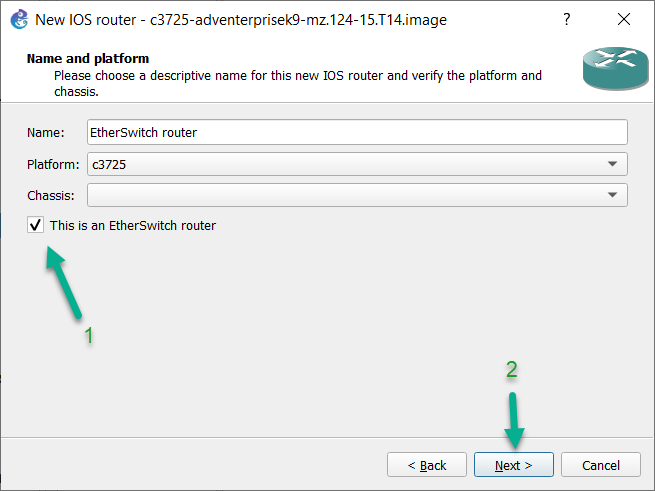 New IOS router - c3725-adventerprisek9-mz.124-15.T14.image
Name and platform
Please choose a descriptive name for this new IOS router and verify the platform and
chassis.
Name: EtherSwitch router
Platform: c3725
Chassis:
This is an EtherSwitch router
1
2
< Back Next > Cancel